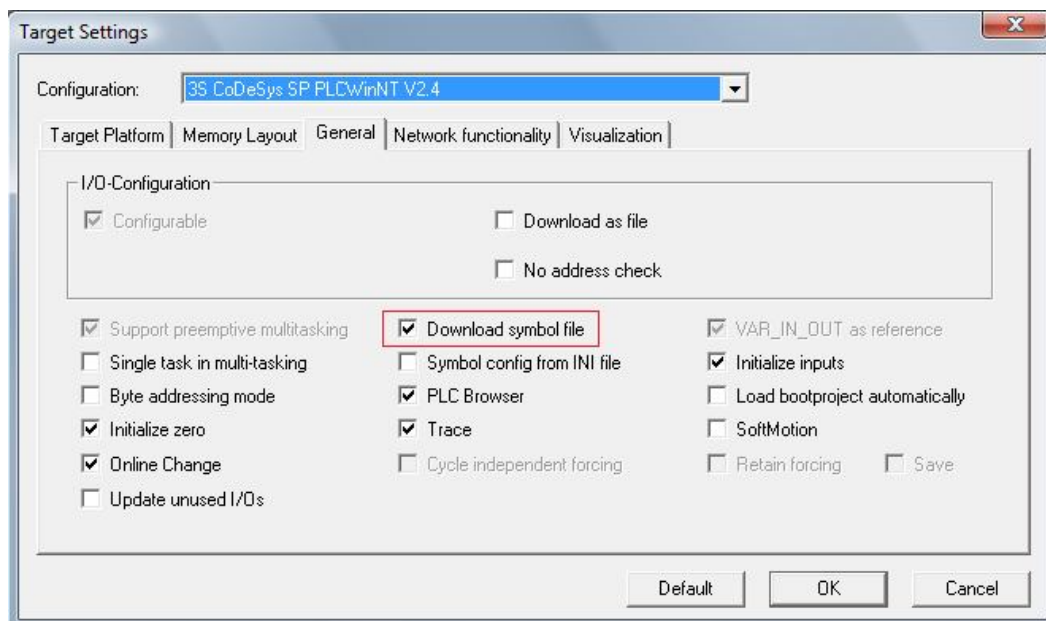 Target Settings
Configuration: 3S CoDeSys SP PLCWinNT V2.4
Target Platform Memory Layout General Network functionality Visualization
I/O-Configuration
Configurable Download as file
No address check
Support preemptive multitasking Download symbol file VAR_IN_OUT as reference
Single task in multi-tasking Symbol config from INI file Initialize inputs
Byte addressing mode PLC Browser Load bootproject automatically
Initialize zero Trace SoftMotion
Online Change Cycle independent forcing Retain forcing Save
Update unused I/Os
Default OK Cancel